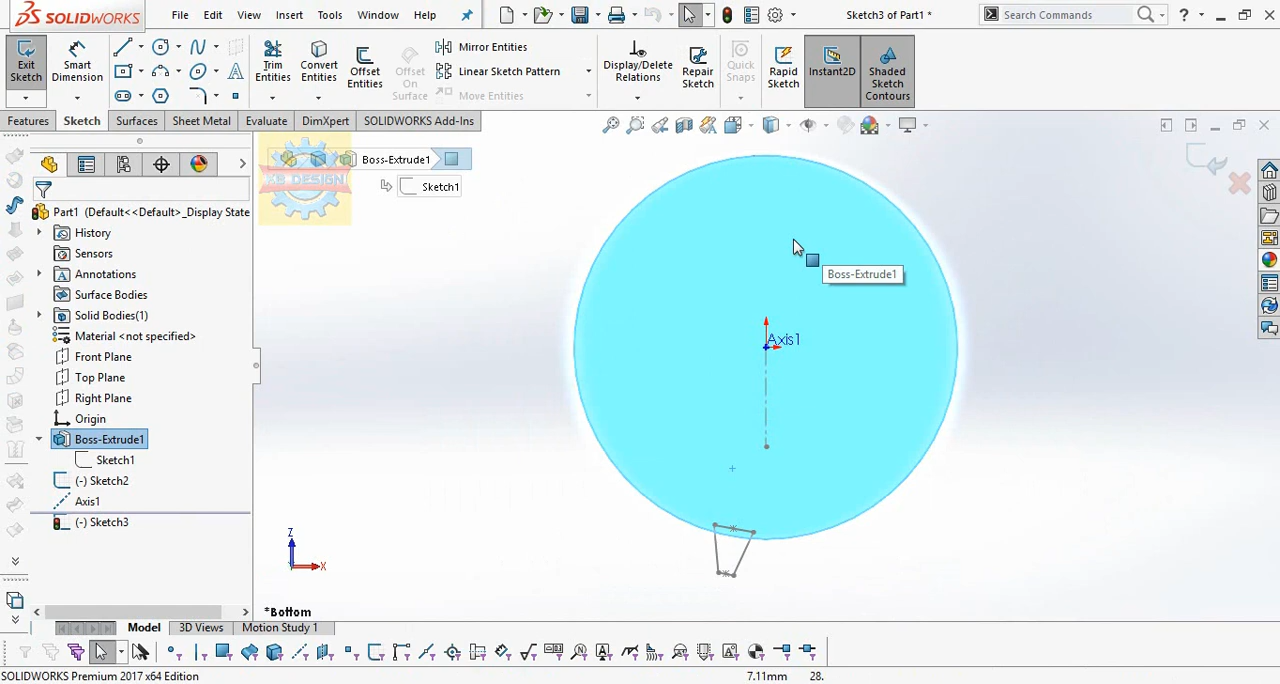 SOLIDWORKS
File Edit View Insert Tools Window Help
Sketch3 of Part1 *
Search Commands
Exit Sketch
Smart Dimension
Trim Entities
Convert Entities
Offset Entities
Offset On Surface
Mirror Entities
Linear Sketch Pattern
Move Entities
Display/Delete Relations
Repair Sketch
Quick Snaps
Rapid Sketch
Instant2D
Shaded Sketch Contours
Features Sketch Surfaces Sheet Metal Evaluate DimXpert SOLIDWORKS Add-Ins
Boss-Extrude1
Sketch1
KB DESIGN
Part1 (Default<<Default>_Display State
History
Sensors
Annotations
Surface Bodies
Solid Bodies(1)
Material <not specified>
Front Plane
Top Plane
Right Plane
Origin
Boss-Extrude1
Sketch1
(-) Sketch2
Axis1
(-) Sketch3
Boss-Extrude1
Axis1
Z
X
*Bottom
Model 3D Views Motion Study 1
SOLIDWORKS Premium 2017 x64 Edition
7.11mm 28.